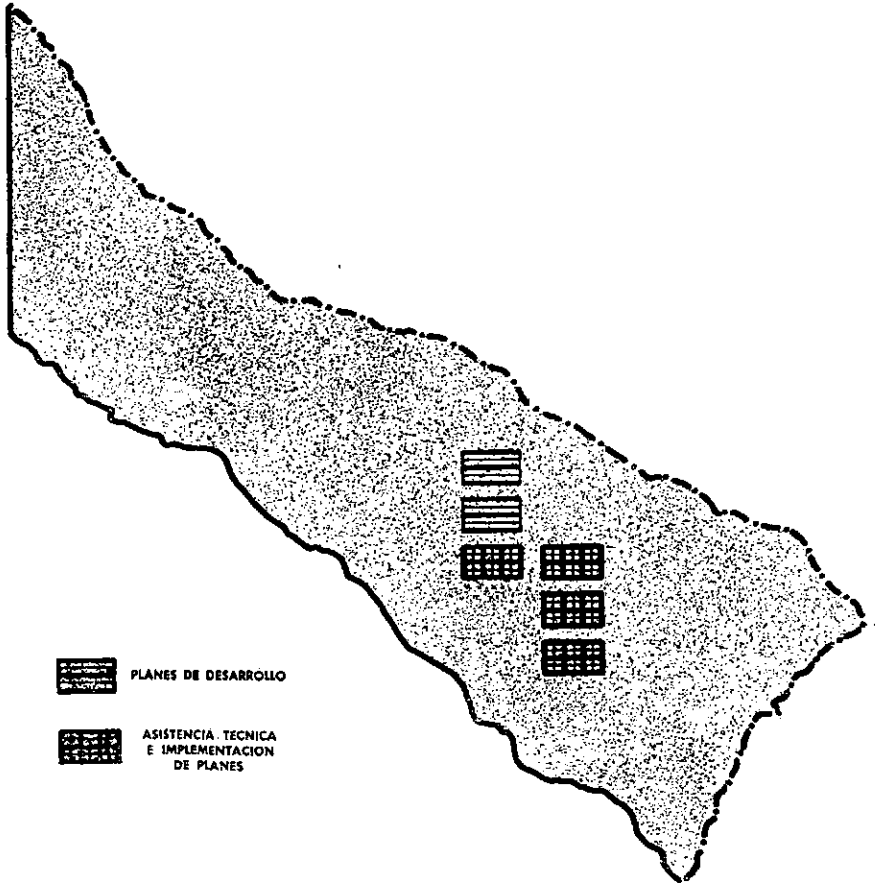 PLANES DE DESARROLLO
ASISTENCIA TECNICA
E IMPLEMENTACION
DE PLANES